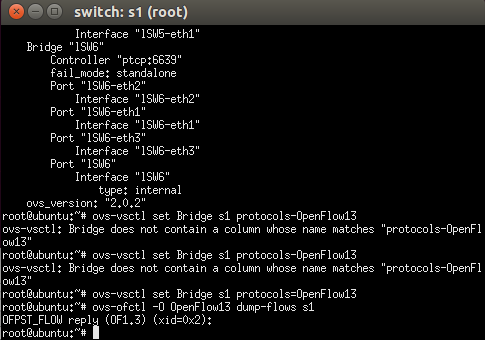 switch: s1 (root)
Interface "lSW5-eth1"
Bridge "lSW6"
Controller "ptcp:6639"
fail_mode: standalone
Port "lSW6-eth2"
Interface "lSW6-eth2"
Port "lSW6-eth1"
Interface "lSW6-eth1"
Port "lSW6-eth3"
Interface "lSW6-eth3"
Port "lSW6"
Interface "lSW6"
type: internal
ovs_version: "2.0.2"
root@ubuntu:~# ovs-vsctl set Bridge s1 protocols-OpenFlow13
ovs-vsctl: Bridge does not contain a column whose name matches "protocols-OpenFl
ow13"
root@ubuntu:~# ovs-vsctl set Bridge s1 protocols-OpenFlow13
ovs-vsctl: Bridge does not contain a column whose name matches "protocols-OpenFl
ow13"
root@ubuntu:~# ovs-vsctl set Bridge s1 protocols=OpenFlow13
root@ubuntu:~# ovs-ofctl -O OpenFlow13 dump-flows s1
OFPST_FLOW reply (OF1.3) (xid=0x2):
root@ubuntu:~#